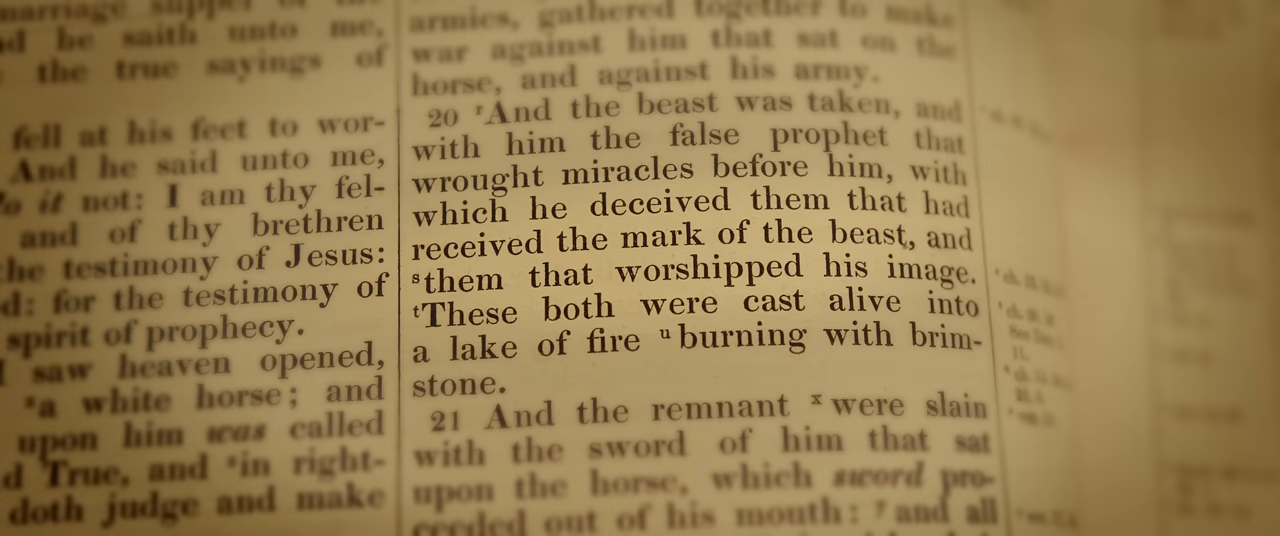 marriage supper of the
he saith unto me,
the true sayings of
fell at his feet to wor-
And he said unto me,
it not: I am thy fel-
and of thy brethren
the testimony of Jesus:
for the testimony of
spirit of prophecy.
I saw heaven opened,
a white horse; and
upon him was called
d True, and in right-
doth judge and make
armies, gathered together to make
war against him that sat on the
horse, and against his army.
20 ʳAnd the beast was taken, and
with him the false prophet that
wrought miracles before him, with
which he deceived them that had
received the mark of the beast, and
ˢthem that worshipped his image.
ᵗThese both were cast alive into
a lake of fire ᵘburning with brim-
stone.
21 And the remnant ˣwere slain
with the sword of him that sat
upon the horse, which sword pro-
ceeded out of his mouth: ʸand all